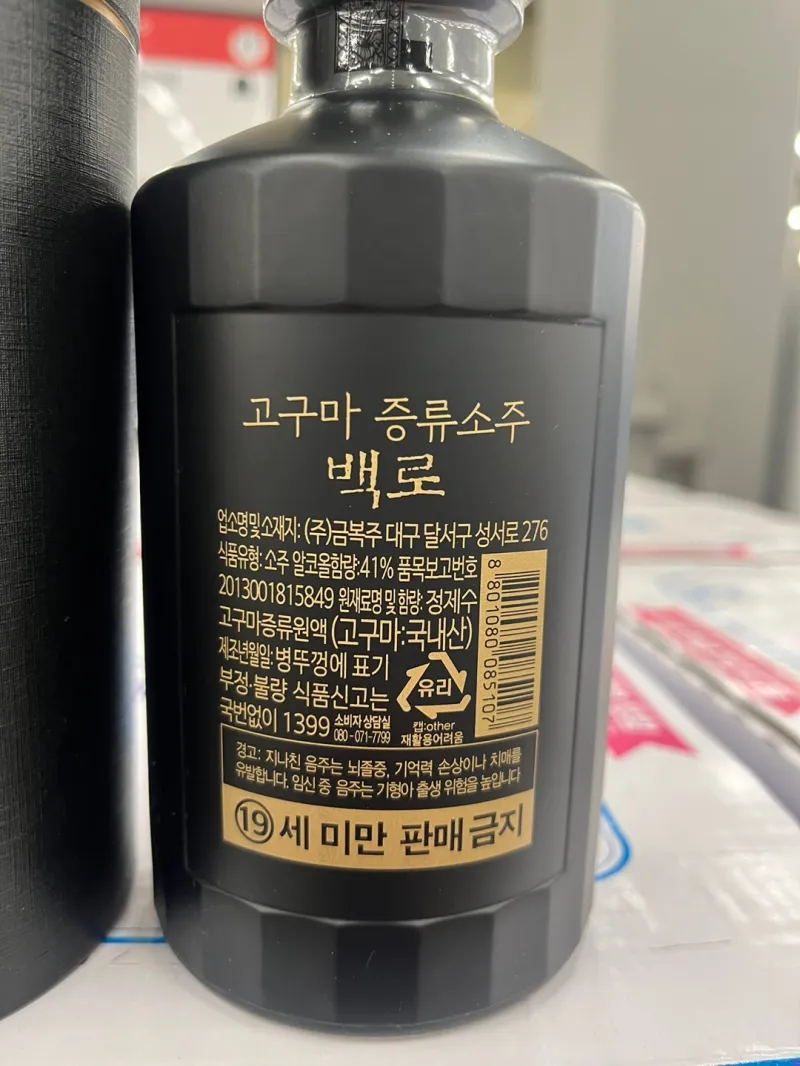 고구마 증류소주
백로
업소명및소재지: (주)금복주 대구 달서구 성서로 276
식품유형: 소주 알코올함량:41% 품목보고번호
2013001815849 원재료명 및 함량: 정제수
고구마증류원액 (고구마:국내산)
제조년월일: 병뚜껑에 표기
부정·불량 식품신고는
국번없이 1399 소비자 상담실
080-071-7799
유리
캡:other
재활용어려움
8 801080 085107
경고: 지나친 음주는 뇌졸중, 기억력 손상이나 치매를
유발합니다. 임신 중 음주는 기형아 출생 위험을 높입니다
19세 미만 판매금지